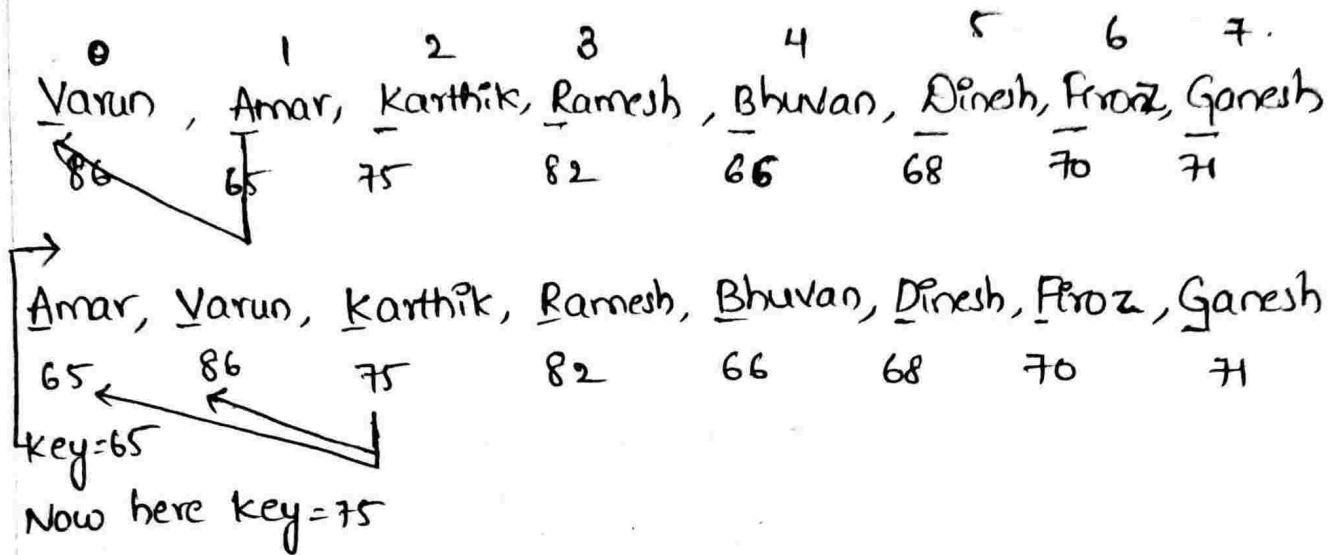 0 1 2 3 4 5 6 7.
Varun, Amar, Karthik, Ramesh, Bhuvan, Dinesh, Firoz, Ganesh
86 65 75 82 66 68 70 71
Amar, Varun, Karthik, Ramesh, Bhuvan, Dinesh, Firoz, Ganesh
65 86 75 82 66 68 70 71
key=65
Now here key=75